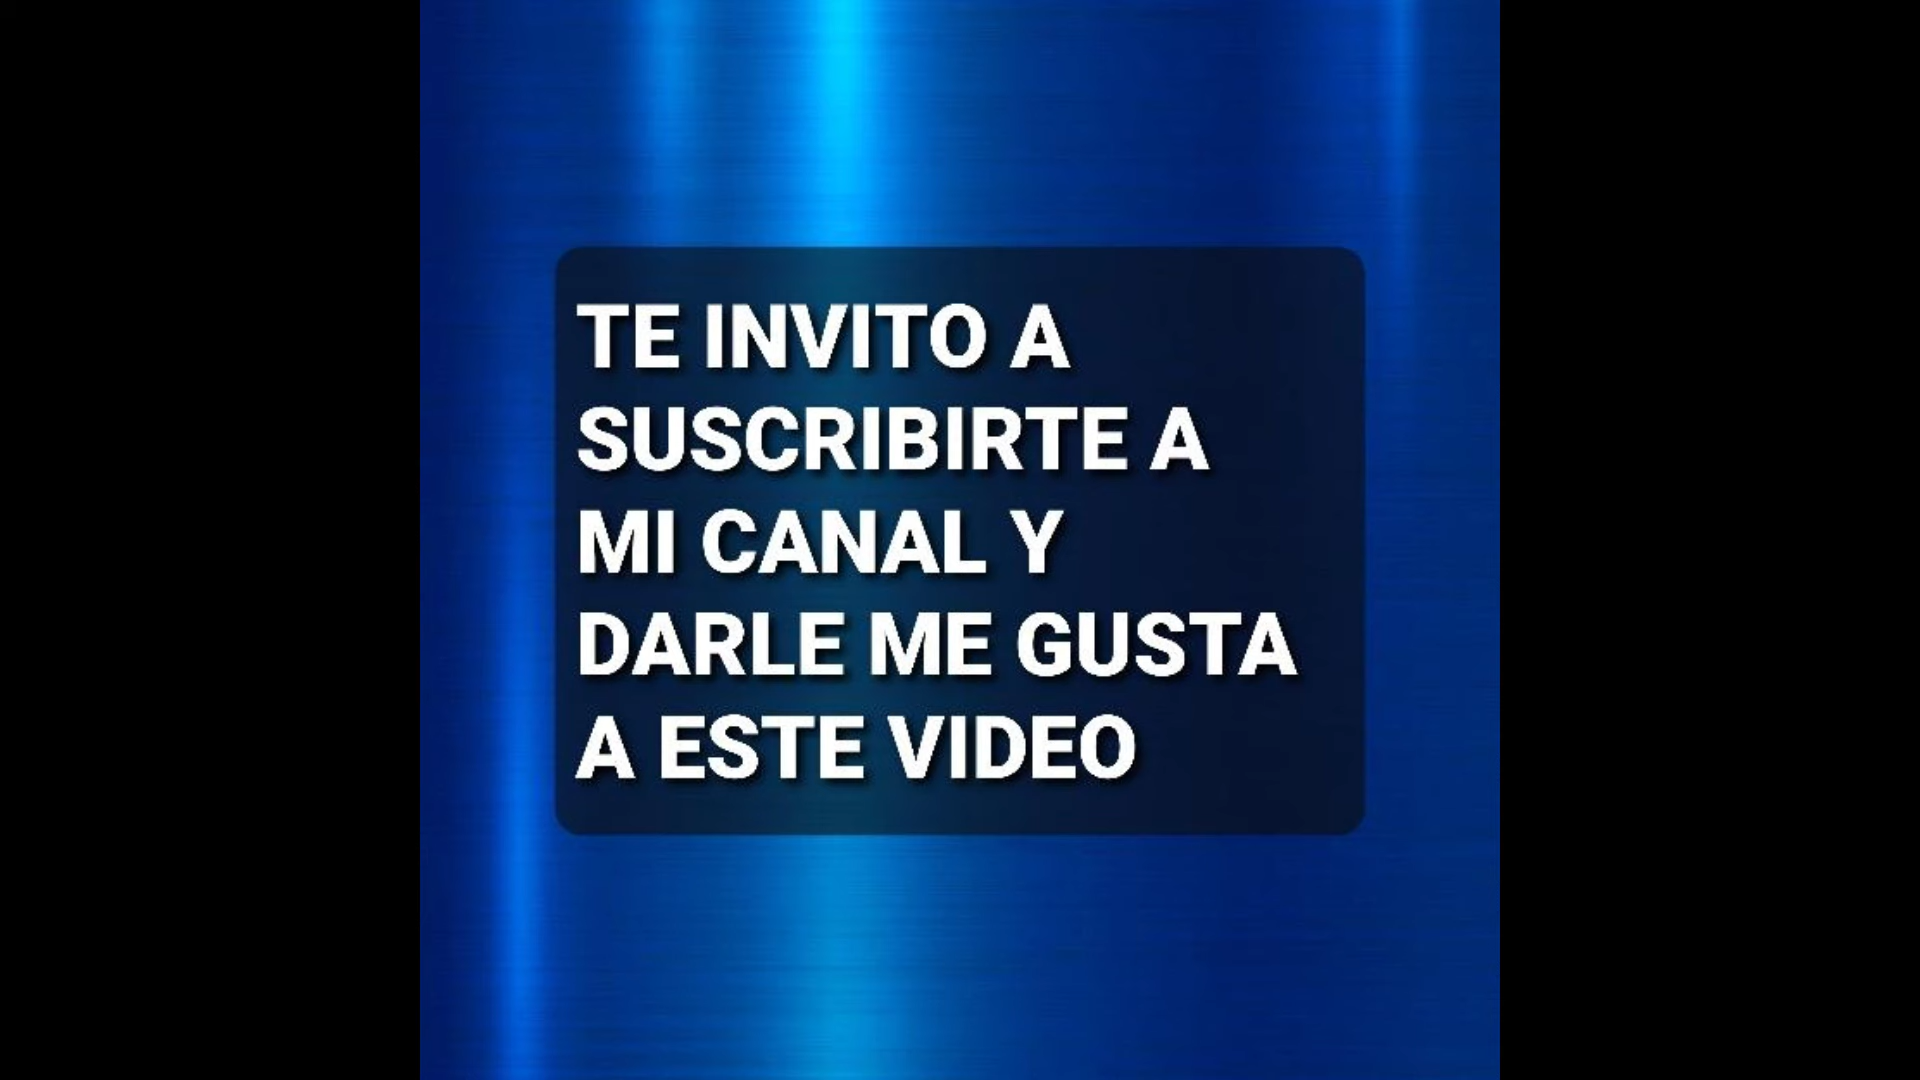 TE INVITO A
SUSCRIBIRTE A
MI CANAL Y
DARLE ME GUSTA
A ESTE VIDEO